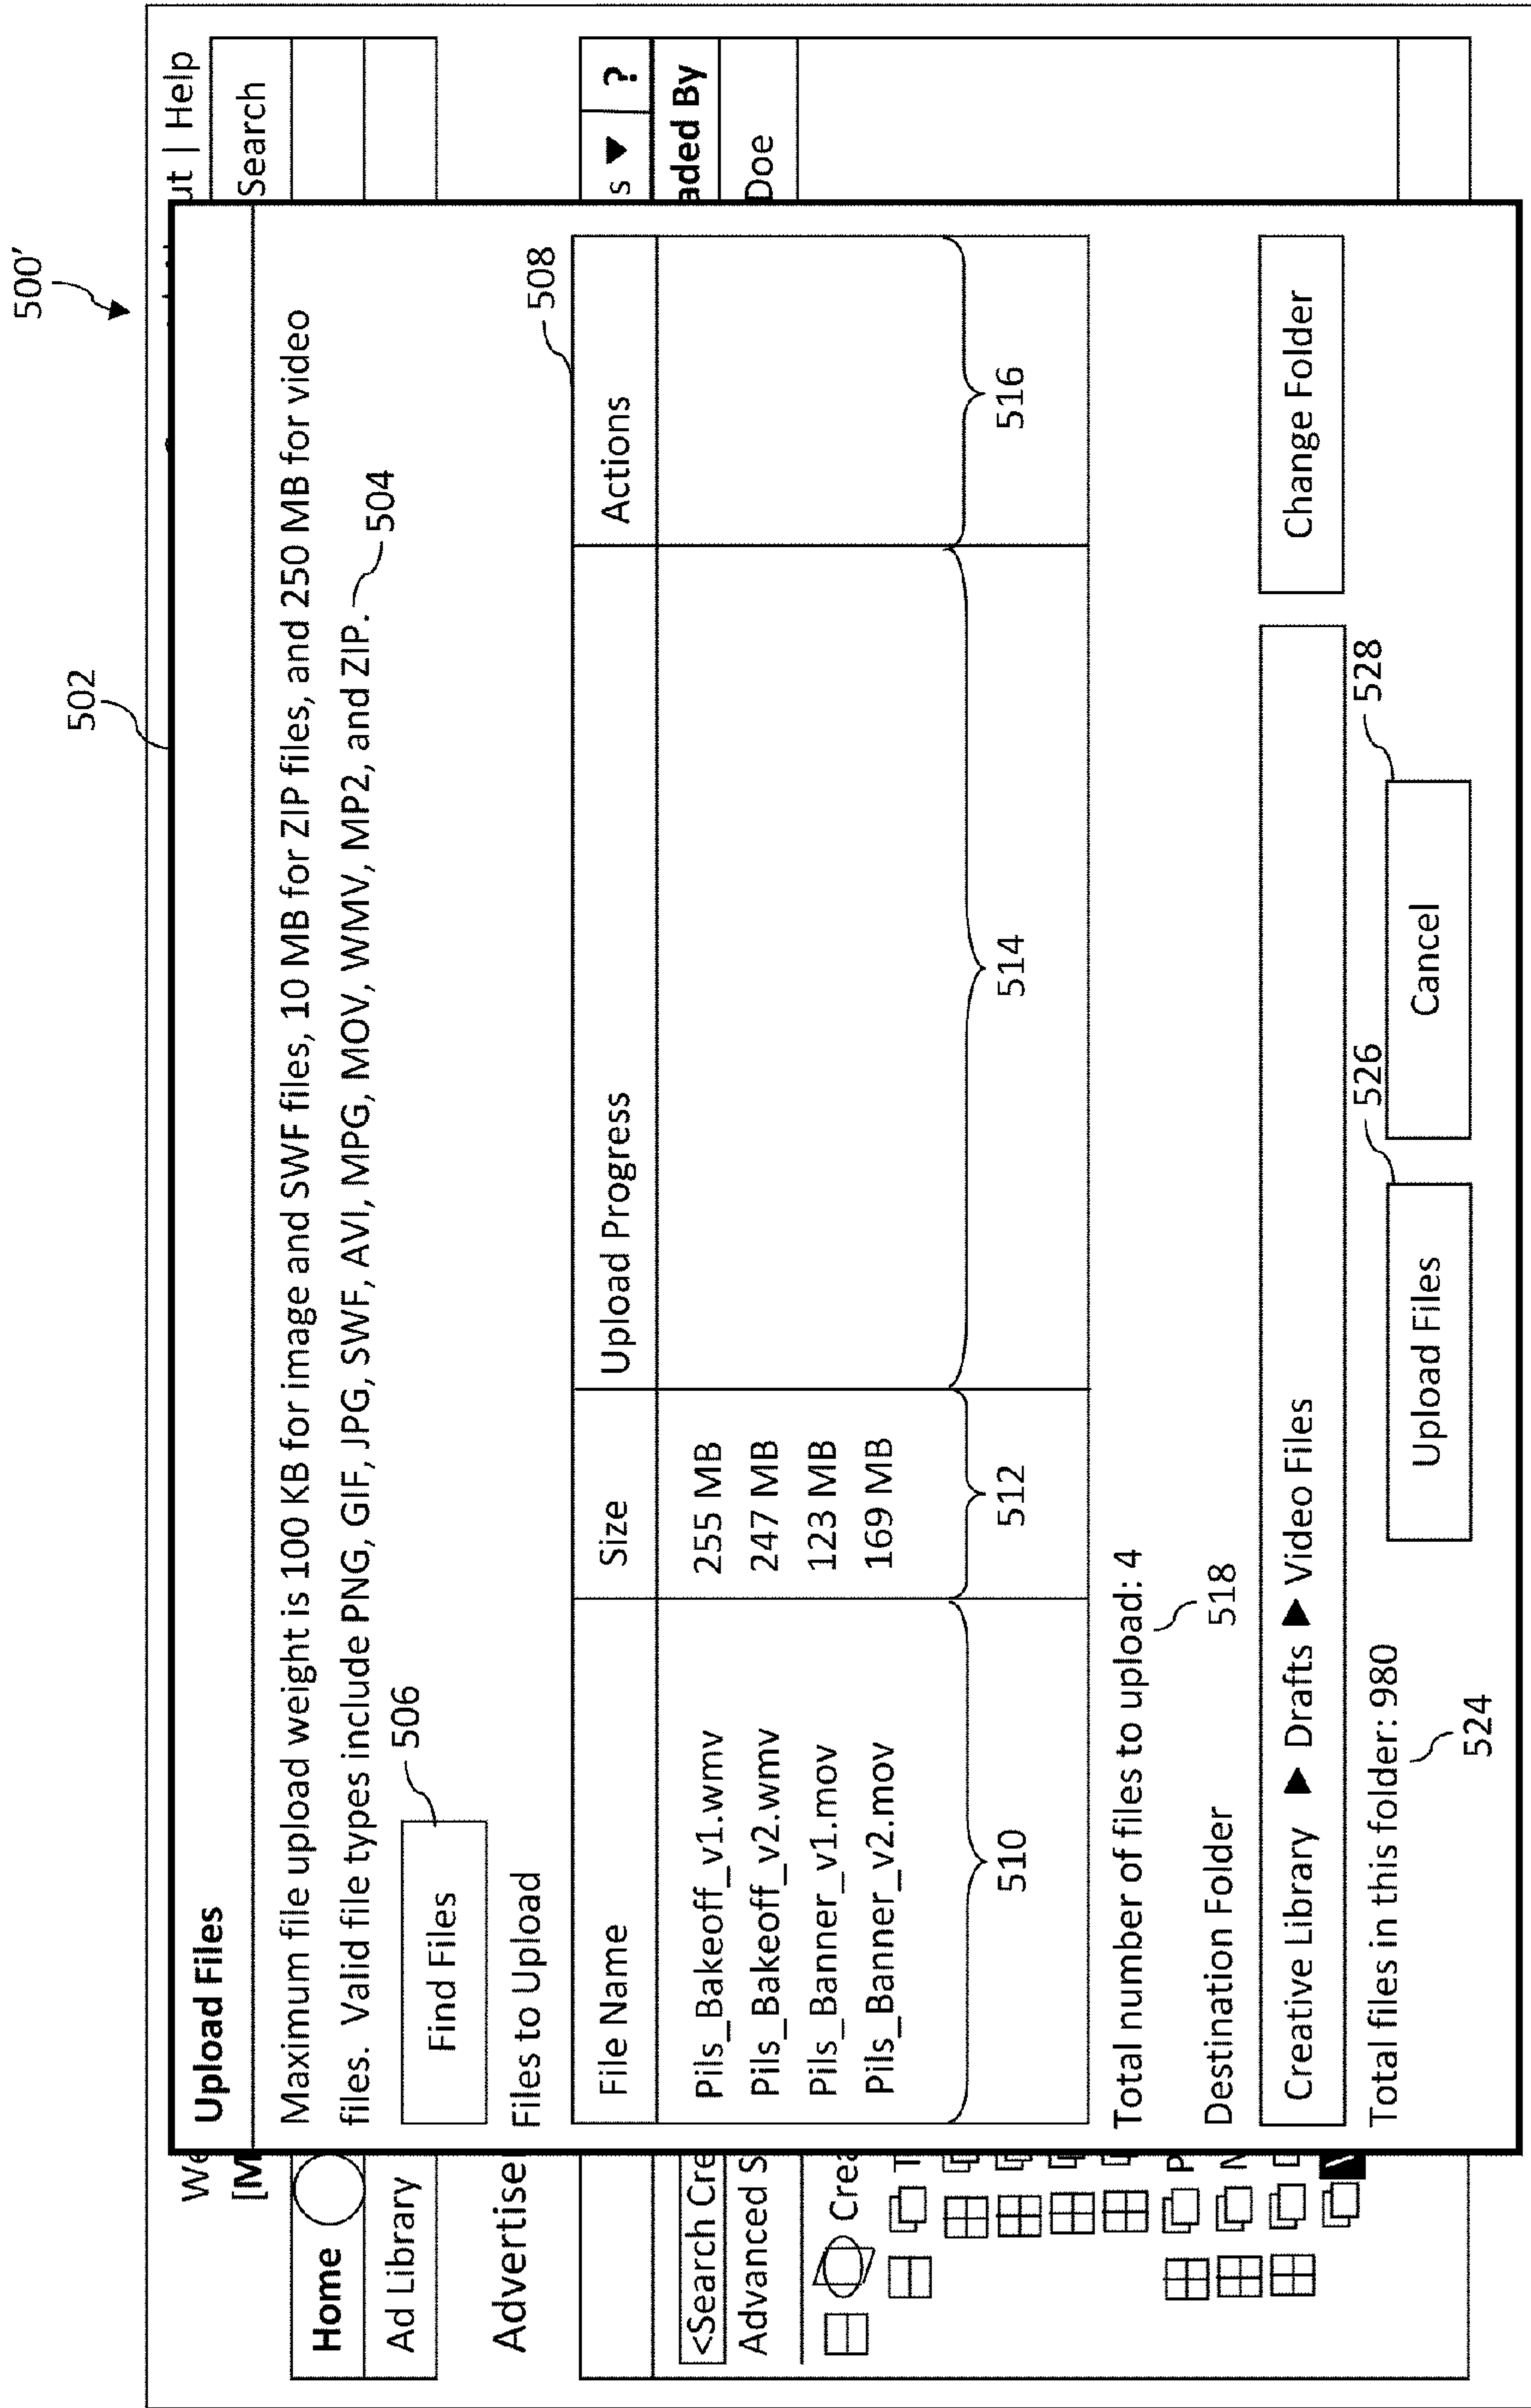 500'
502
We
ut | Help
[M
Search
Home
Ad Library
Advertise
s ▼ ?
aded By
<Search Cre
Doe
Advanced S
Crea
Upload Files
Maximum file upload weight is 100 KB for image and SWF files, 10 MB for ZIP files, and 250 MB for video
files. Valid file types include PNG, GIF, JPG, SWF, AVI, MPG, MOV, WMV, MP2, and ZIP. 504
Find Files 506
Files to Upload
508
File Name Size Upload Progress Actions
Pils_Bakeoff_v1.wmv 255 MB
Pils_Bakeoff_v2.wmv 247 MB
Pils_Banner_v1.mov 123 MB
Pils_Banner_v2.mov 169 MB
510 512 514 516
Total number of files to upload: 4
518
Destination Folder
Creative Library ▶ Drafts ▶ Video Files Change Folder
Total files in this folder: 980
524
526 528
Upload Files Cancel